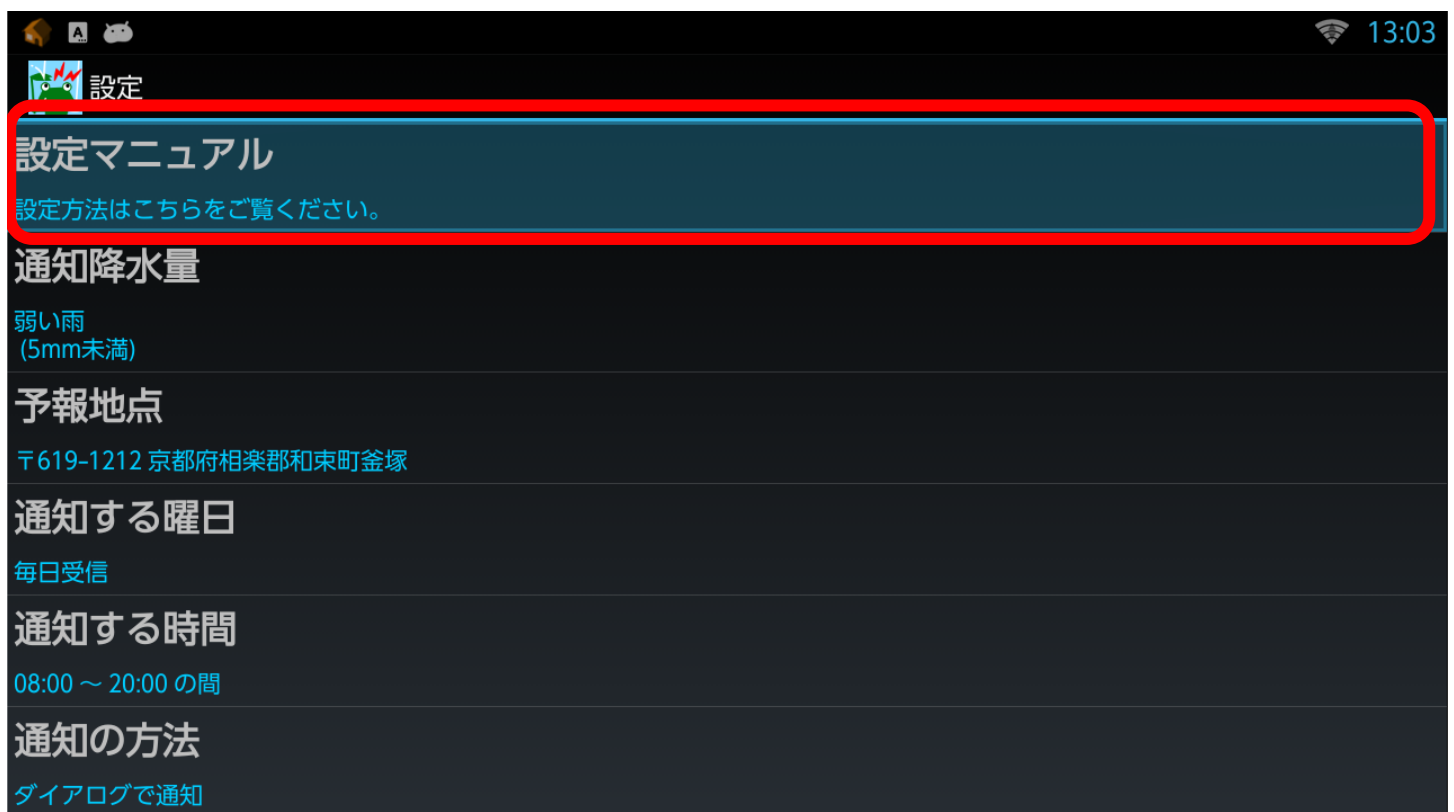 13:03
設定
設定マニュアル
設定方法はこちらをご覧ください。
通知降水量
弱い雨
(5mm未満)
予報地点
〒619-1212 京都府相楽郡和束町釜塚
通知する曜日
毎日受信
通知する時間
08:00 ～ 20:00 の間
通知の方法
ダイアログで通知